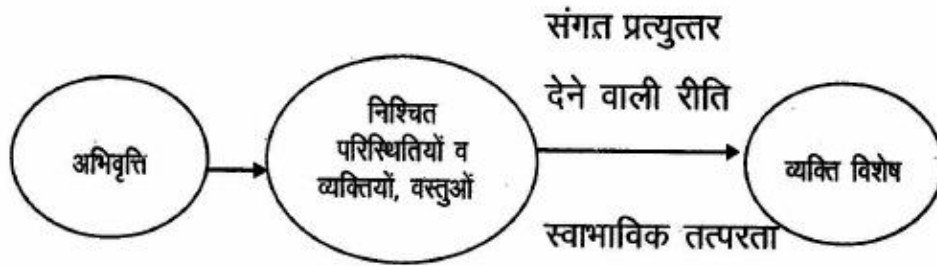 संगत प्रत्युत्तर
देने वाली रीति
अभिवृत्ति
निश्चित
परिस्थितियों व
व्यक्तियों, वस्तुओं
व्यक्ति विशेष
स्वाभाविक तत्परता